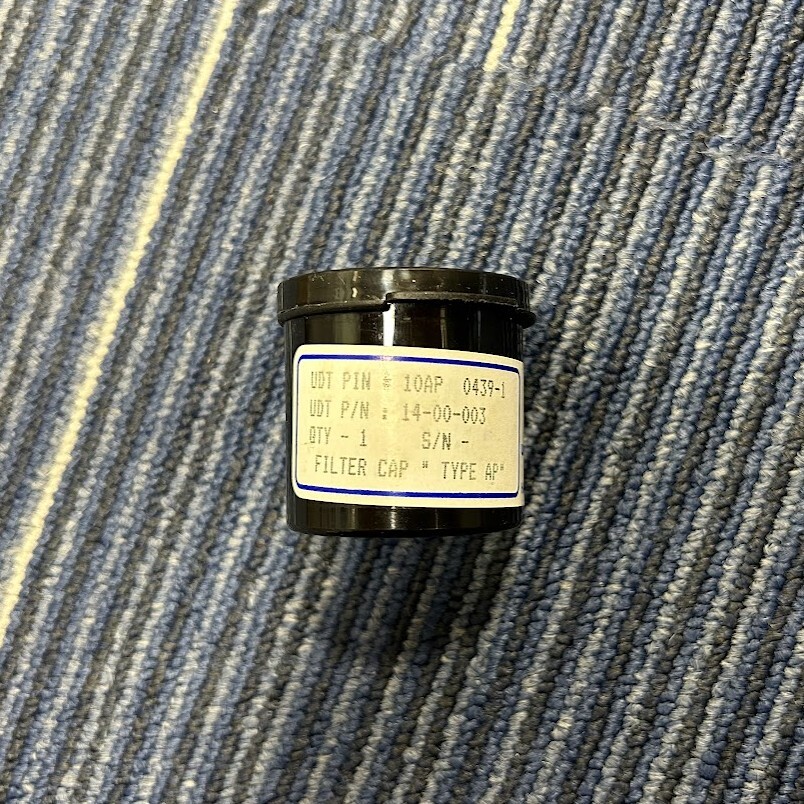 UDT PIN : 10AP 0439-1
UDT P/N : 14-00-003
QTY - 1 S/N -
FILTER CAP " TYPE AP"